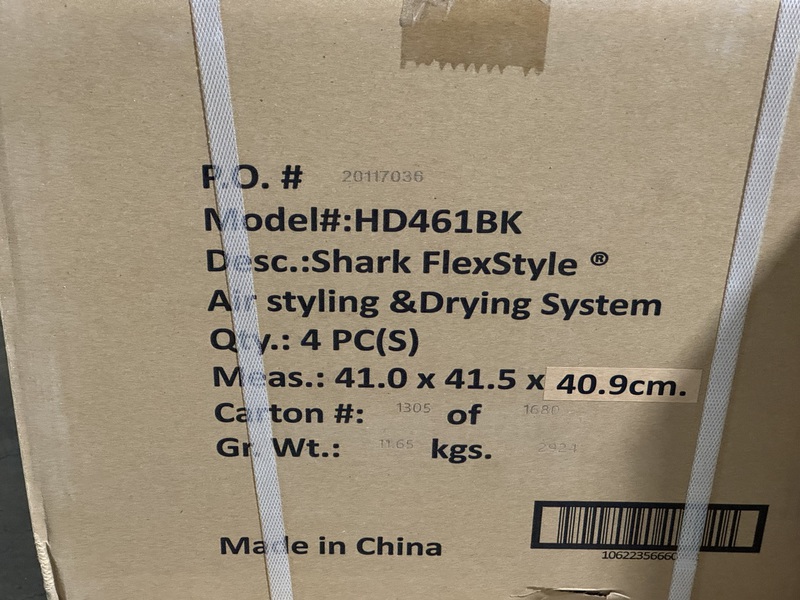 P.O. # 20117036
Model#:HD461BK
Desc.:Shark FlexStyle ®
Air styling &Drying System
Qty.: 4 PC(S)
Meas.: 41.0 x 41.5 x 40.9cm.
Carton #: 1305 of 1680
Gr. Wt.: 11.65 kgs.
Made in China